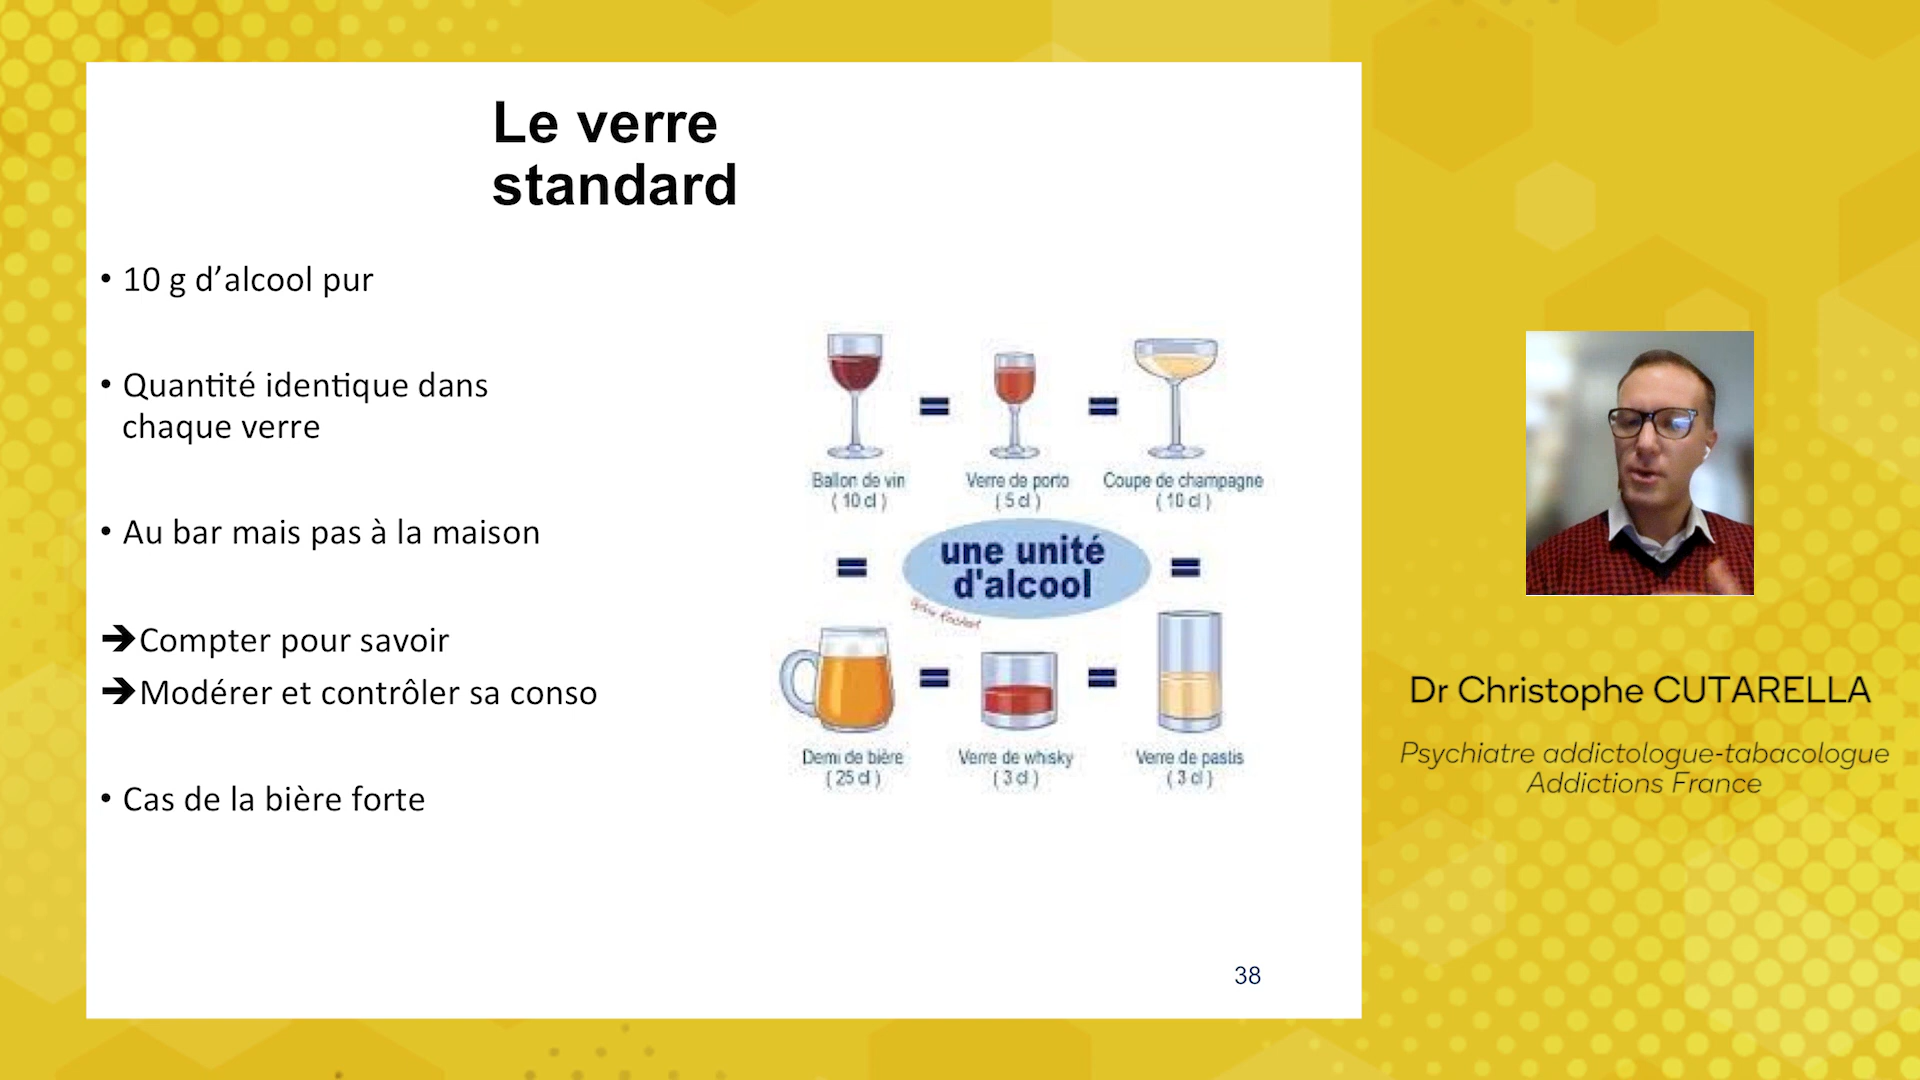 Le verre
standard
• 10 g d’alcool pur
• Quantité identique dans
chaque verre
• Au bar mais pas à la maison
➔Compter pour savoir
➔Modérer et contrôler sa conso
• Cas de la bière forte
Ballon de vin
( 10 cl )
Verre de porto
( 5 cl )
Coupe de champagne
( 10 cl )
=
=
=
une unité
d'alcool
=
Demi de bière
( 25 cl )
=
Verre de whisky
( 3 cl )
=
Verre de pastis
( 3 cl )
38
Dr Christophe CUTARELLA
Psychiatre addictologue-tabacologue
Addictions France